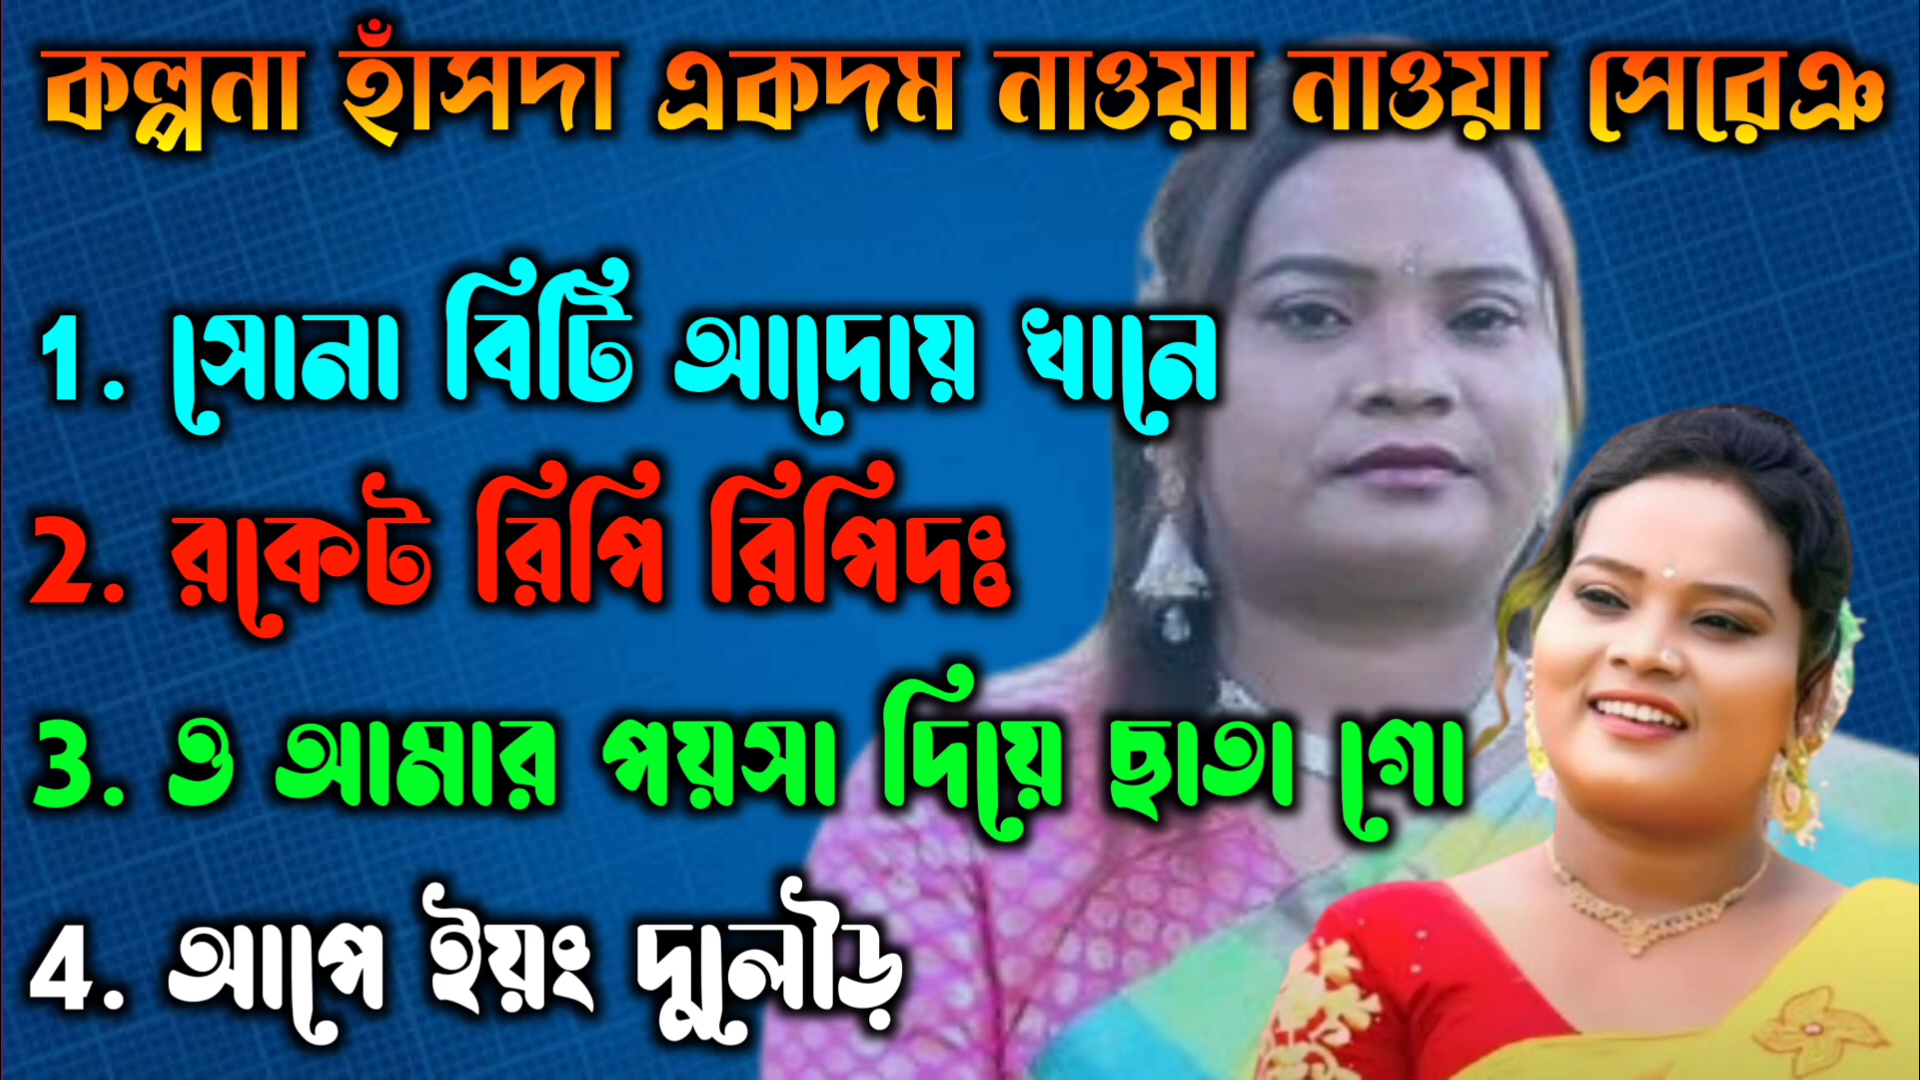 কল্পনা হাঁসদা একদম নাওয়া নাওয়া সেরেঞ
1. সোনা বিটি আদোয় খানে
2. রকেট রিপি রিপিদঃ
3. ও আমার পয়সা দিয়ে ছাতা গো
4. আপে ইয়ং দুলৌড়